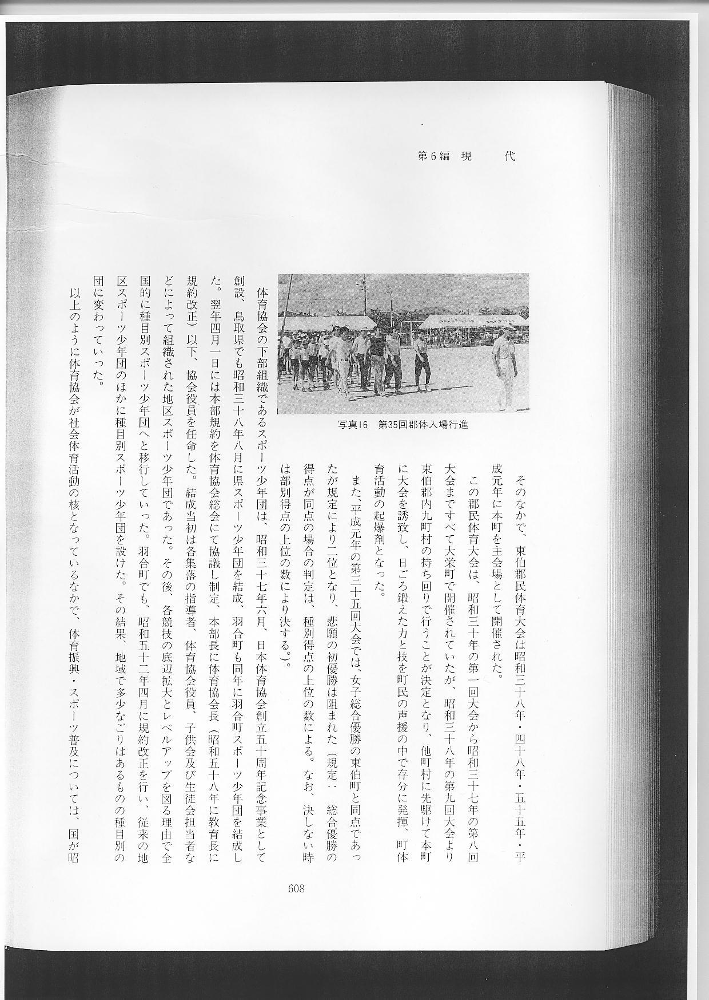 第6編　現　　代
写真16　第35回郡体入場行進
そのなかで、東伯郡民体育大会は昭和三十八年・四十八年・五十五年・平
成元年に本町を主会場として開催された。
この郡民体育大会は、昭和三十年の第一回大会から昭和三十七年の第八回
大会まですべて大栄町で開催されていたが、昭和三十八年の第九回大会より
東伯郡内九町村の持ち回りで行うことが決定となり、他町村に先駆けて本町
に大会を誘致し、日ごろ鍛えた力と技を町民の声援の中で存分に発揮、町体
育活動の起爆剤となった。
また、平成元年の第三十五回大会では、女子総合優勝の東伯町と同点であっ
たが規定により二位となり、悲願の初優勝は阻まれた（規定：　総合優勝の
得点が同点の場合の判定は、種別得点の上位の数による。なお、決しない時
は部別得点の上位の数により決する。）。
体育協会の下部組織であるスポーツ少年団は、昭和三十七年六月、日本体育協会創立五十周年記念事業として
創設、鳥取県でも昭和三十八年八月に県スポーツ少年団を結成、羽合町も同年に羽合町スポーツ少年団を結成し
た。翌年四月一日には本部規約を体育協会総会にて協議し制定、本部長に体育協会長（昭和五十八年に教育長に
規約改正）以下、協会役員を任命した。結成当初は各集落の指導者、体育協会役員、子供会及び生徒会担当者な
どによって組織された地区スポーツ少年団であった。その後、各競技の底辺拡大とレベルアップを図る理由で全
国的に種目別スポーツ少年団へと移行していった。羽合町でも、昭和五十二年四月に規約改正を行い、従来の地
区スポーツ少年団のほかに種目別スポーツ少年団を設けた。その結果、地域で多少なごりはあるものの種目別の
団に変わっていった。
以上のように体育協会が社会体育活動の核となっているなかで、体育振興・スポーツ普及については、国が昭
608